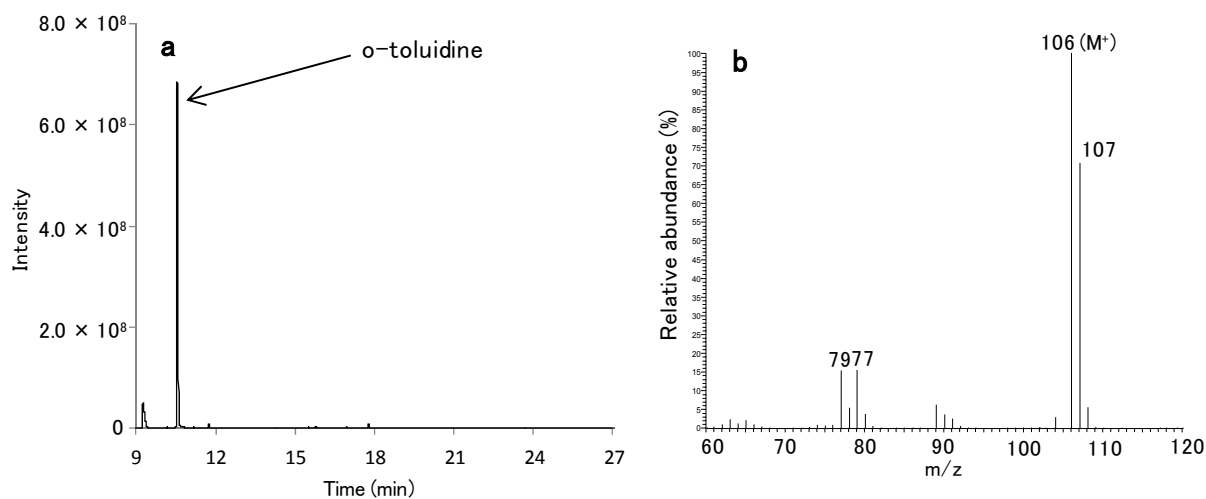 a
o-toluidine
8.0 × 10⁸
6.0 × 10⁸
4.0 × 10⁸
2.0 × 10⁸
0
Intensity
9 12 15 18 21 24 27
Time (min)
b
106 (M⁺)
107
7977
100
95
90
85
80
75
70
65
60
55
50
45
40
35
30
25
20
15
10
5
0
Relative abundance (%)
60 70 80 90 100 110 120
m/z